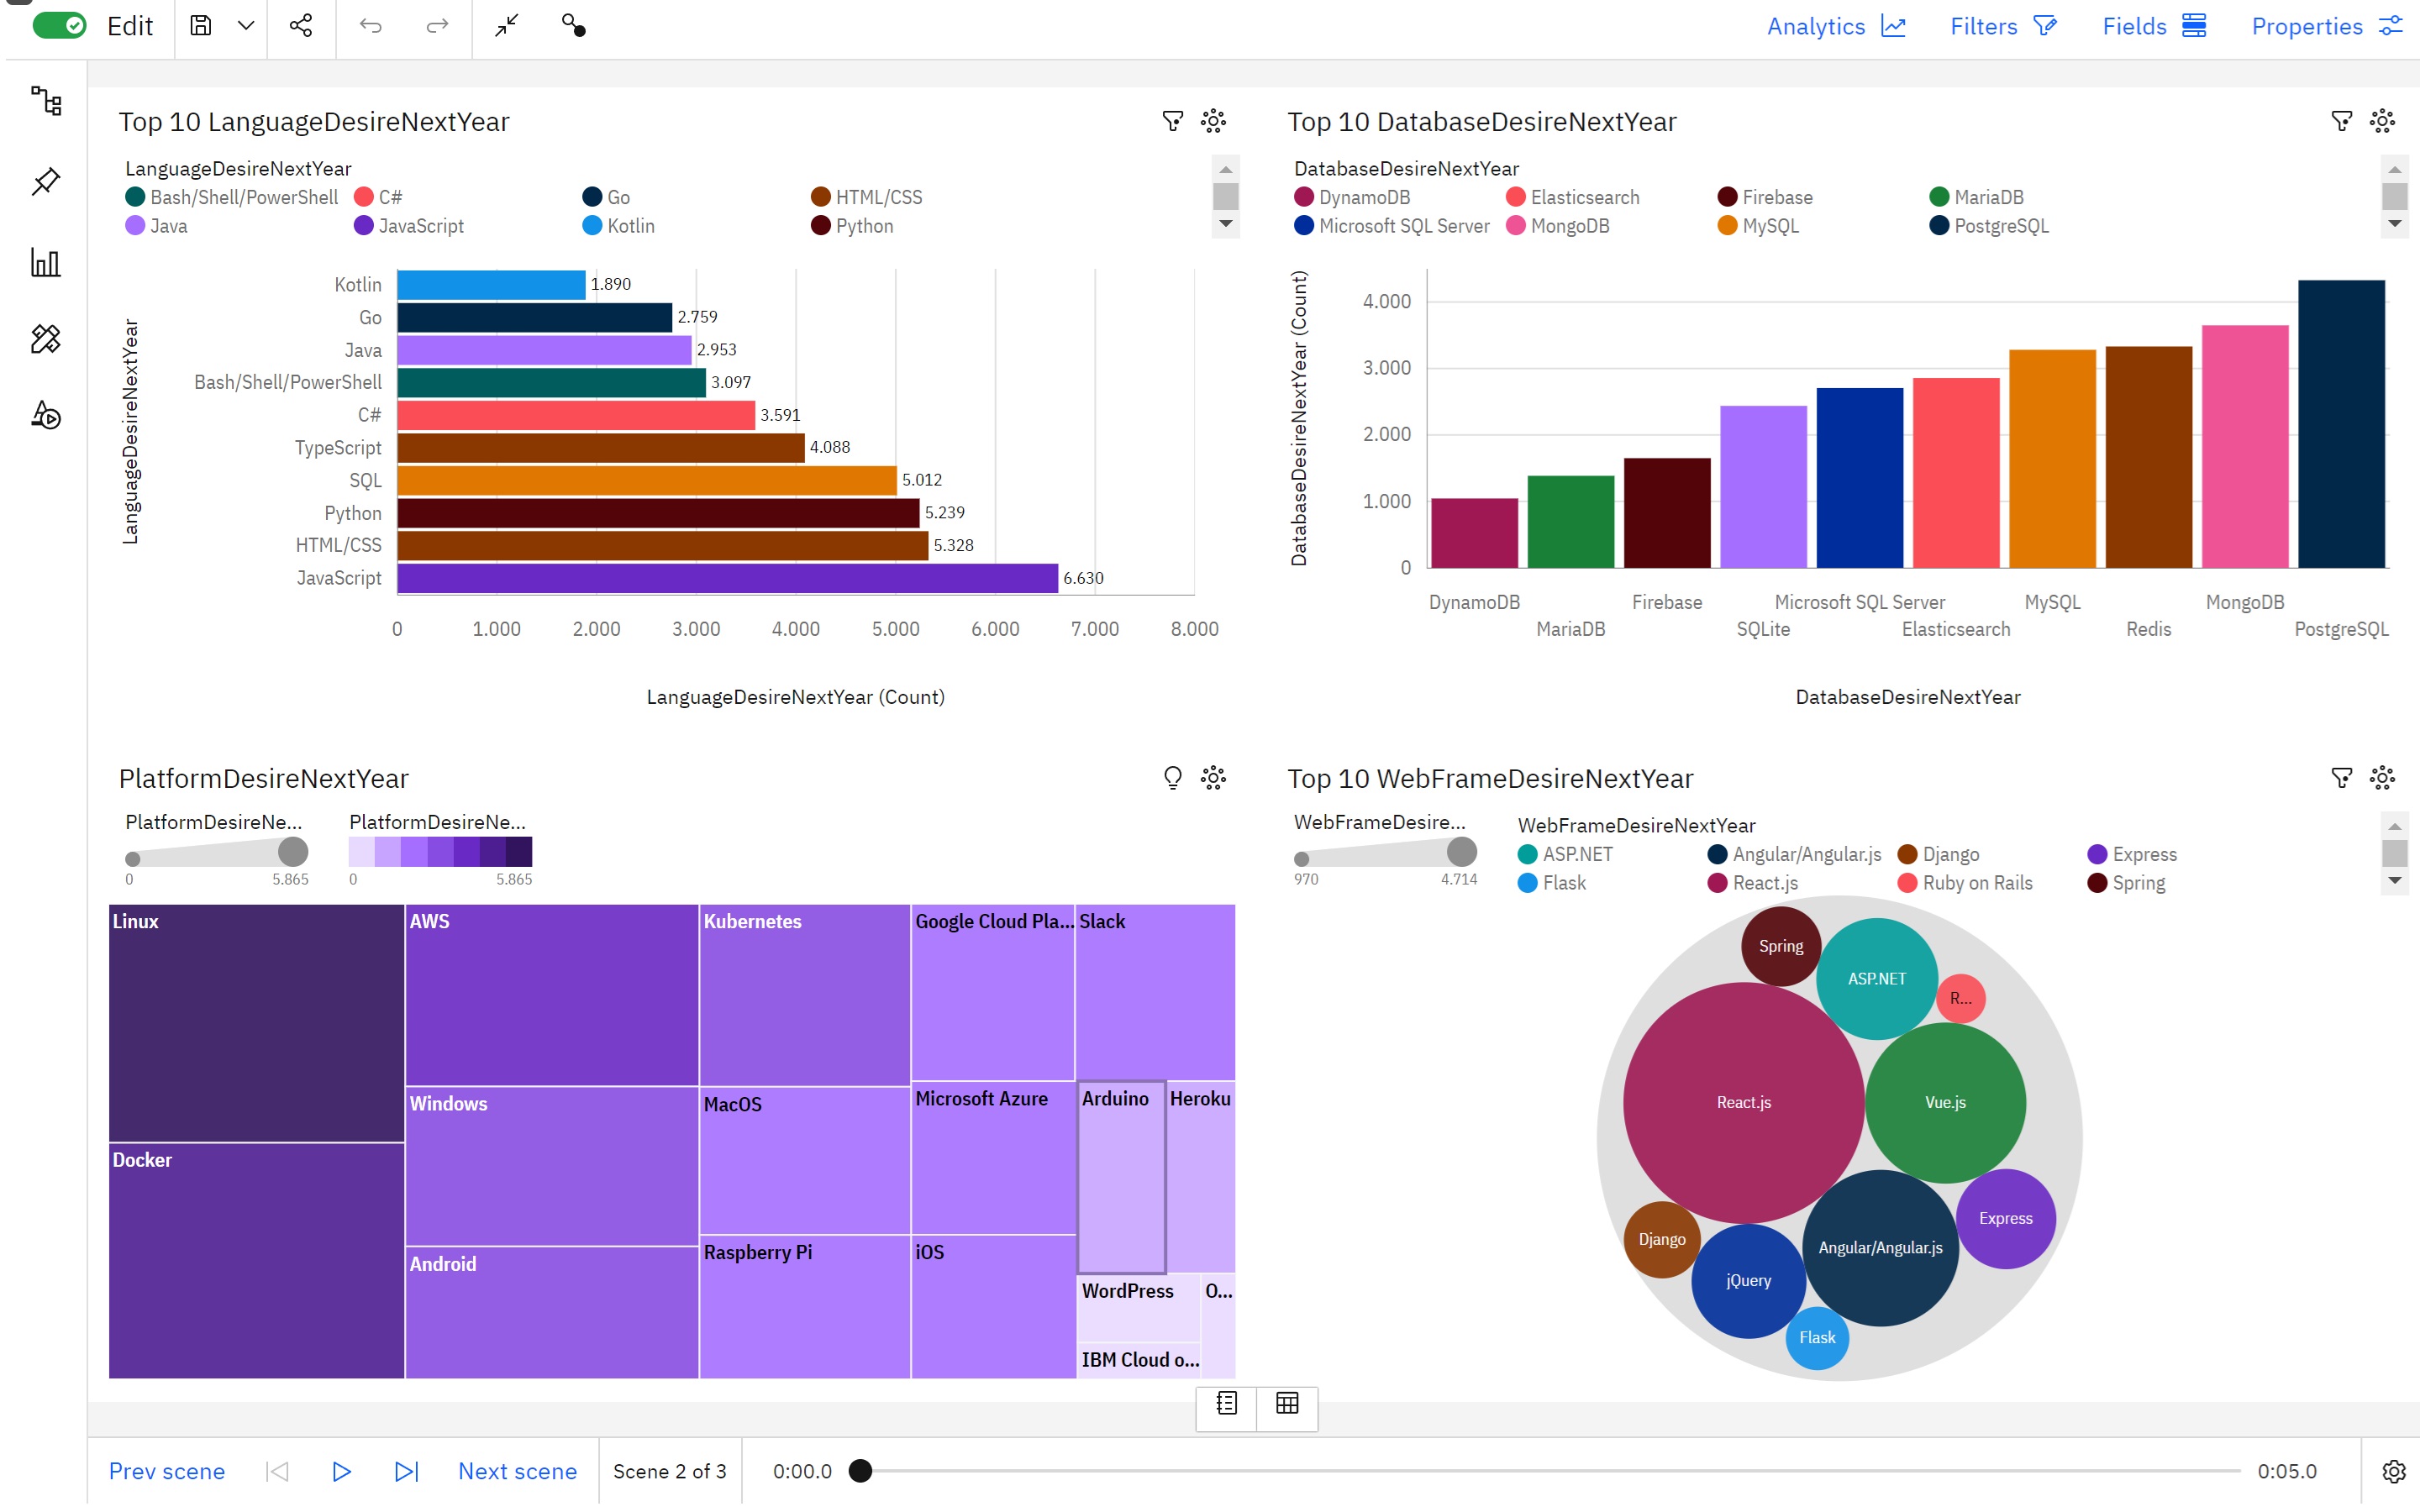 Edit
Analytics Filters Fields Properties
Top 10 LanguageDesireNextYear
LanguageDesireNextYear
Bash/Shell/PowerShell C# Go HTML/CSS
Java JavaScript Kotlin Python
LanguageDesireNextYear
Kotlin 1.890
Go 2.759
Java 2.953
Bash/Shell/PowerShell 3.097
C# 3.591
TypeScript 4.088
SQL 5.012
Python 5.239
HTML/CSS 5.328
JavaScript 6.630
0 1.000 2.000 3.000 4.000 5.000 6.000 7.000 8.000
LanguageDesireNextYear (Count)
Top 10 DatabaseDesireNextYear
DatabaseDesireNextYear
DynamoDB Elasticsearch Firebase MariaDB
Microsoft SQL Server MongoDB MySQL PostgreSQL
DatabaseDesireNextYear (Count)
4.000
3.000
2.000
1.000
0
DynamoDB Firebase Microsoft SQL Server MySQL MongoDB
MariaDB SQLite Elasticsearch Redis PostgreSQL
DatabaseDesireNextYear
PlatformDesireNextYear
PlatformDesireNe... PlatformDesireNe...
0 5.865 0 5.865
Linux AWS Kubernetes Google Cloud Pla... Slack
Windows MacOS Microsoft Azure Arduino Heroku
Docker
Android Raspberry Pi iOS
WordPress O...
IBM Cloud o...
Top 10 WebFrameDesireNextYear
WebFrameDesire... WebFrameDesireNextYear
970 4.714
ASP.NET Angular/Angular.js Django Express
Flask React.js Ruby on Rails Spring
Spring
ASP.NET
R...
React.js
Vue.js
Express
Django
Angular/Angular.js
jQuery
Flask
Prev scene Next scene Scene 2 of 3 0:00.0 0:05.0